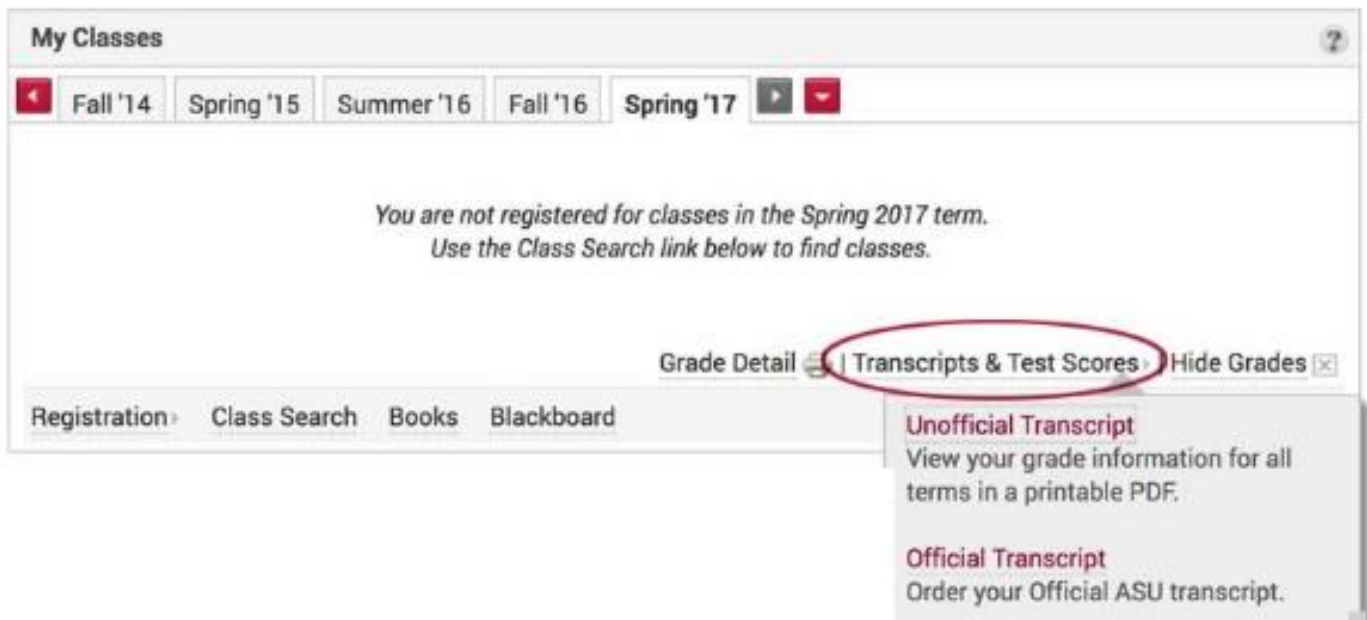 My Classes ?
Fall '14 Spring '15 Summer '16 Fall '16 Spring '17
You are not registered for classes in the Spring 2017 term.
Use the Class Search link below to find classes.
Grade Detail | Transcripts & Test Scores | Hide Grades
Registration Class Search Books Blackboard
Unofficial Transcript
View your grade information for all
terms in a printable PDF.
Official Transcript
Order your Official ASU transcript.